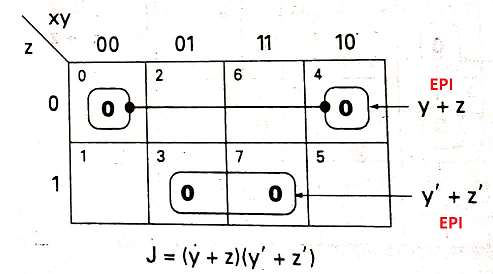 xy
z 00 01 11 10
0 2 6 4
EPI
0 0 0 y + z
1 3 7 5
1 0 0 y′ + z′
EPI
J = (y + z)(y′ + z′)